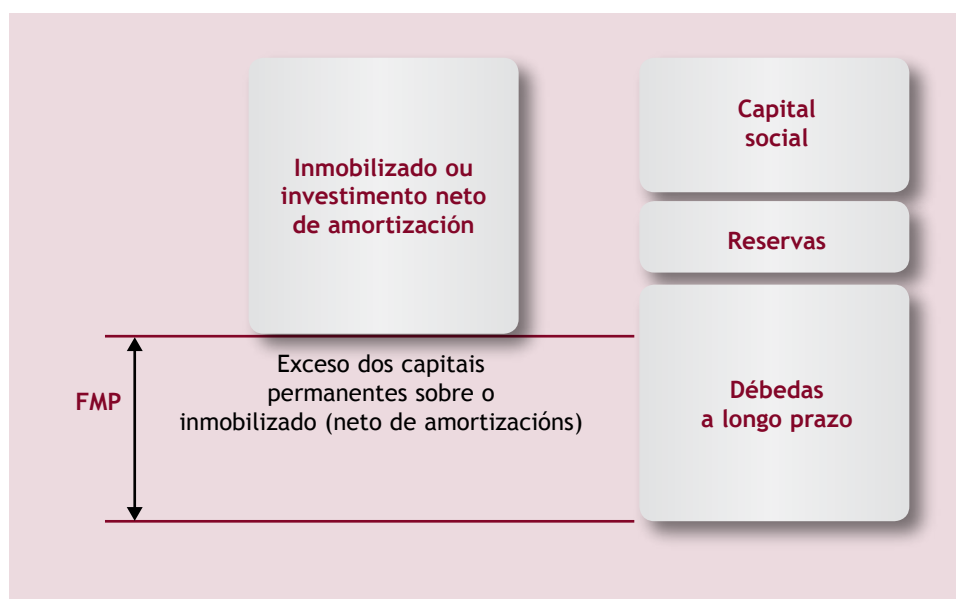 Inmobilizado ou
investimento neto
de amortización
Capital
social
Reservas
FMP
Exceso dos capitais
permanentes sobre o
inmobilizado (neto de amortizacións)
Débedas
a longo prazo